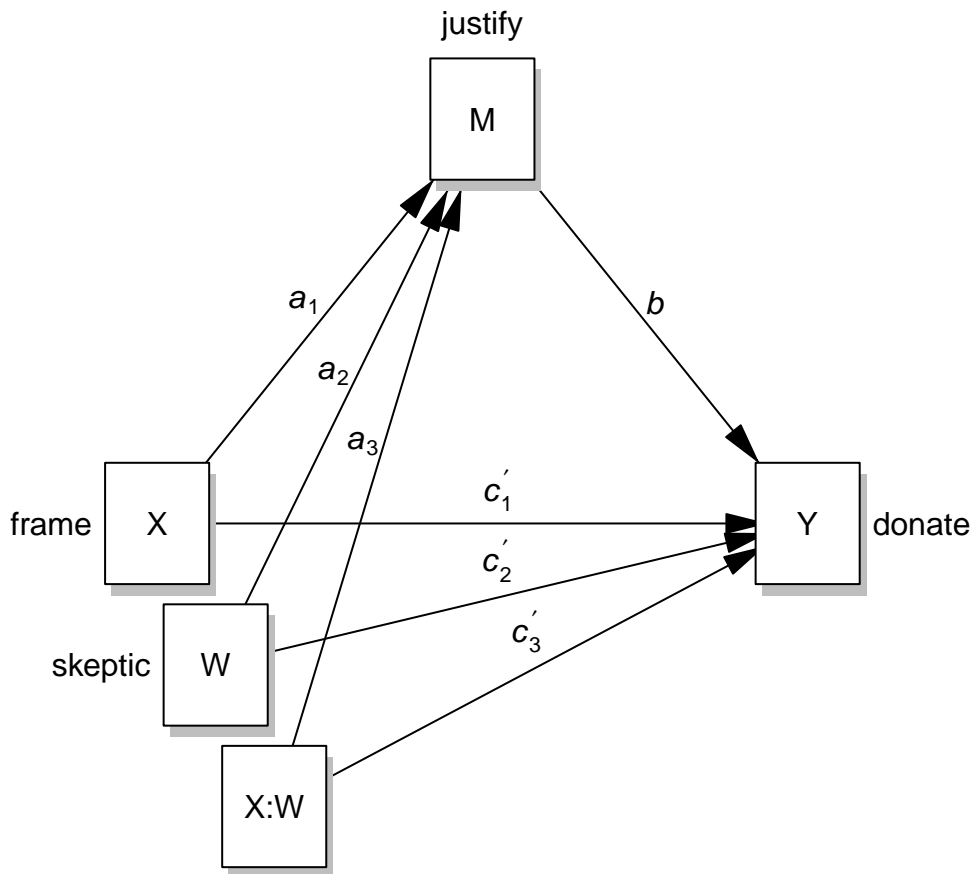 justify
M
a1
b
a2
a3
frame
X
c′1
Y
donate
c′2
c′3
skeptic
W
X:W